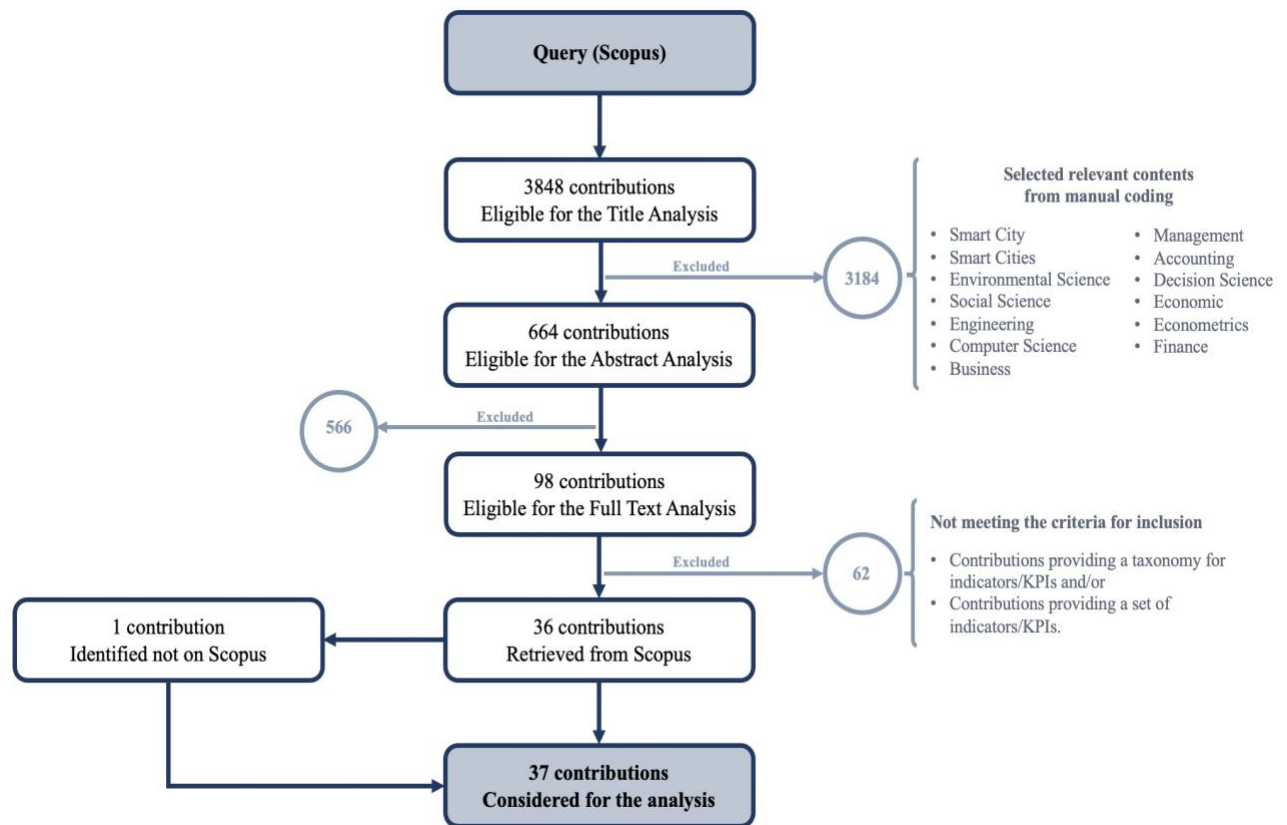 Query (Scopus)
3848 contributions
Eligible for the Title Analysis
Excluded
3184
Selected relevant contents
from manual coding
• Smart City
• Smart Cities
• Environmental Science
• Social Science
• Engineering
• Computer Science
• Business
• Management
• Accounting
• Decision Science
• Economic
• Econometrics
• Finance
664 contributions
Eligible for the Abstract Analysis
Excluded
566
98 contributions
Eligible for the Full Text Analysis
Excluded
62
Not meeting the criteria for inclusion
• Contributions providing a taxonomy for
indicators/KPIs and/or
• Contributions providing a set of
indicators/KPIs.
36 contributions
Retrieved from Scopus
1 contribution
Identified not on Scopus
37 contributions
Considered for the analysis